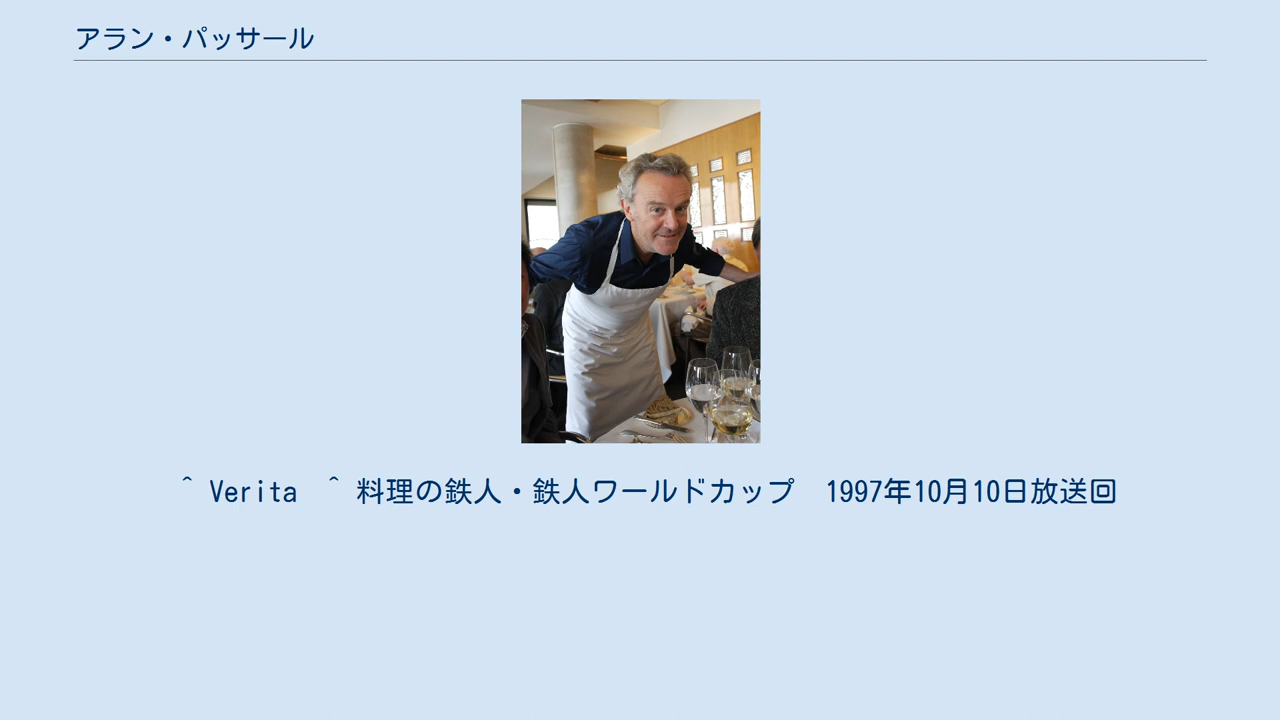 アラン・パッサール
^ Verita　^ 料理の鉄人・鉄人ワールドカップ　1997年10月10日放送回